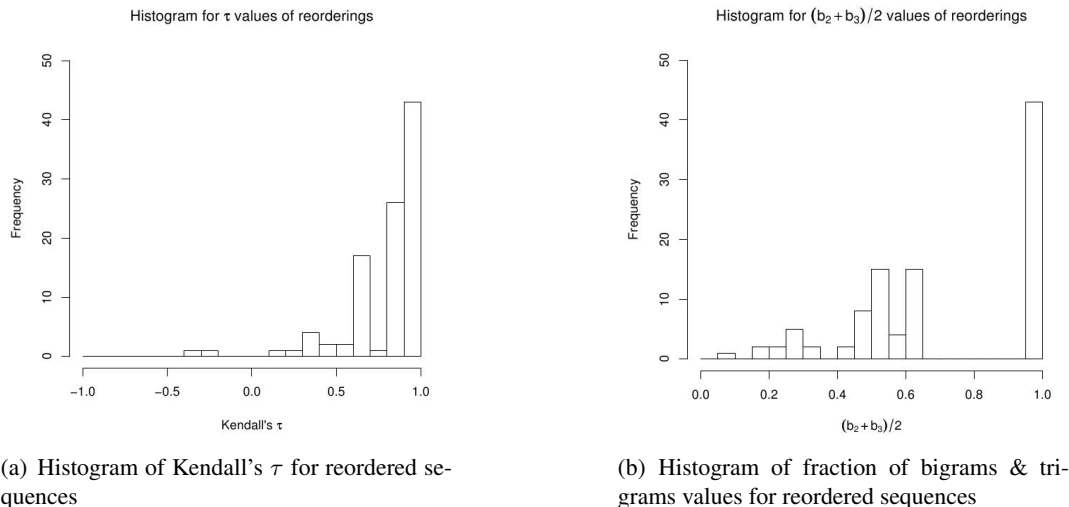 Histogram for τ values of reorderings
50
40
30
20
10
0
Frequency
−1.0 −0.5 0.0 0.5 1.0
Kendall's τ
(a) Histogram of Kendall's τ for reordered se-
quences
Histogram for (b₂+b₃)/2 values of reorderings
50
40
30
20
10
0
Frequency
0.0 0.2 0.4 0.6 0.8 1.0
(b₂+b₃)/2
(b) Histogram of fraction of bigrams & tri-
grams values for reordered sequences